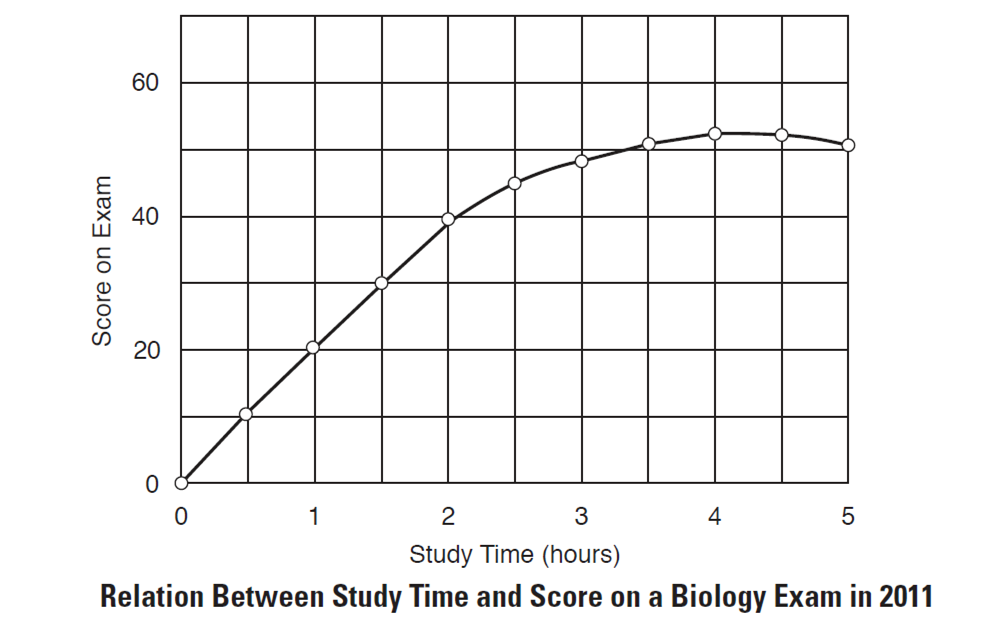 60
40
20
0
Score on Exam
0 1 2 3 4 5
Study Time (hours)
Relation Between Study Time and Score on a Biology Exam in 2011